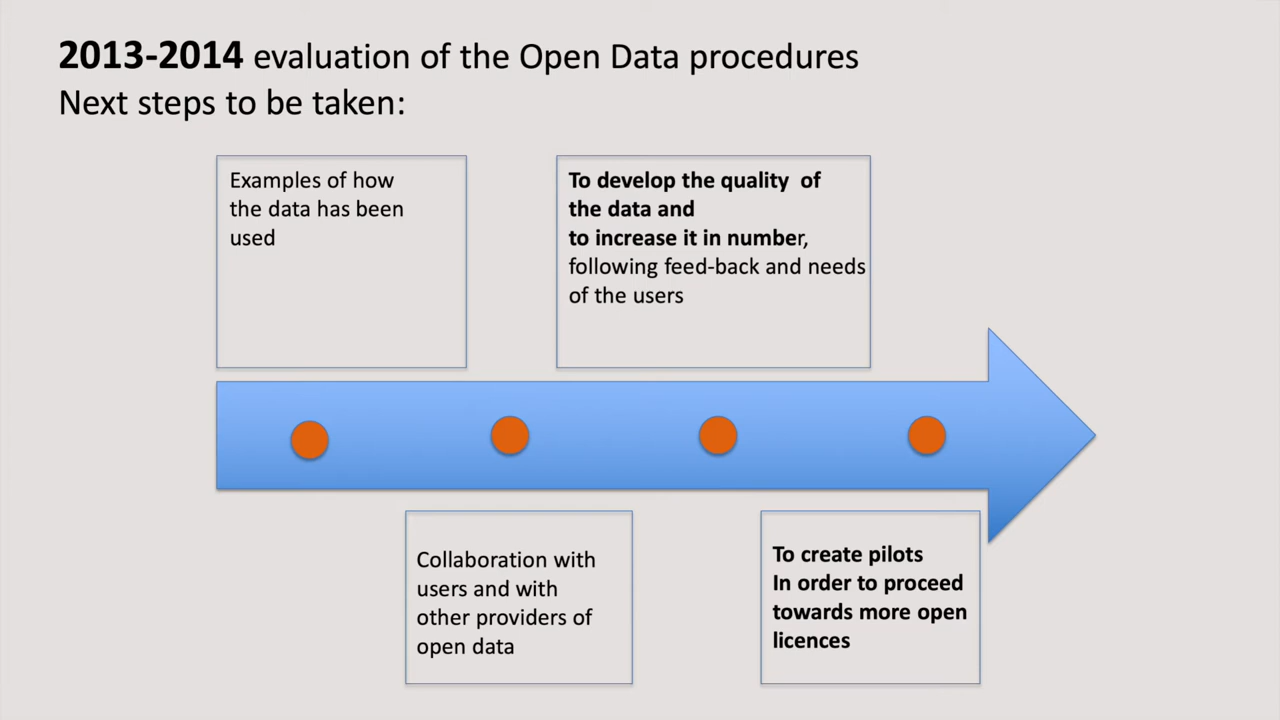 2013-2014 evaluation of the Open Data procedures
Next steps to be taken:
Examples of how
the data has been
used
To develop the quality of
the data and
to increase it in number,
following feed-back and needs
of the users
Collaboration with
users and with
other providers of
open data
To create pilots
In order to proceed
towards more open
licences